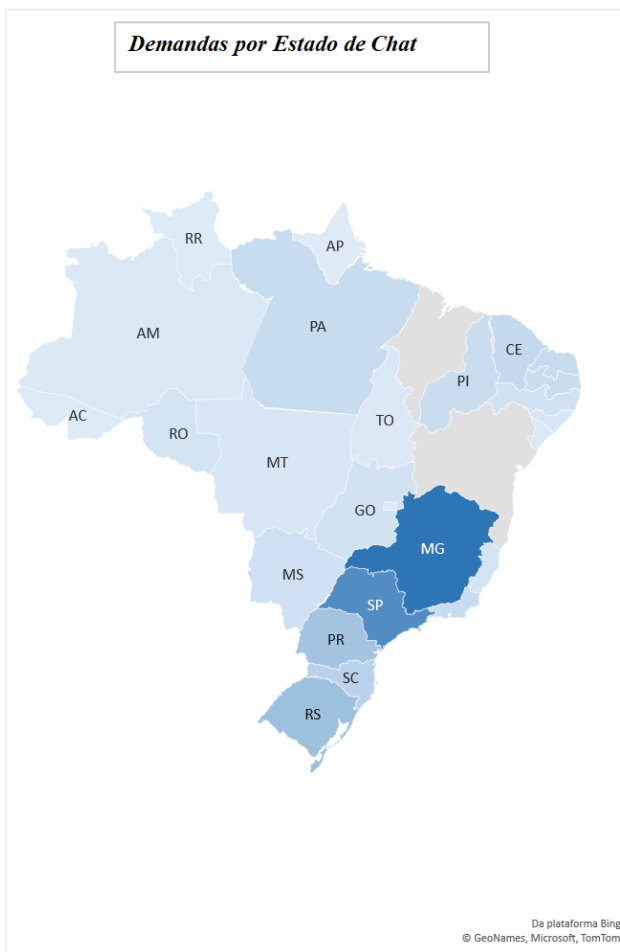 Demandas por Estado de Chat
RR
AP
AM
PA
CE
PI
AC
TO
RO
MT
GO
MG
MS
SP
PR
SC
RS
Da plataforma Bing
© GeoNames, Microsoft, TomTom